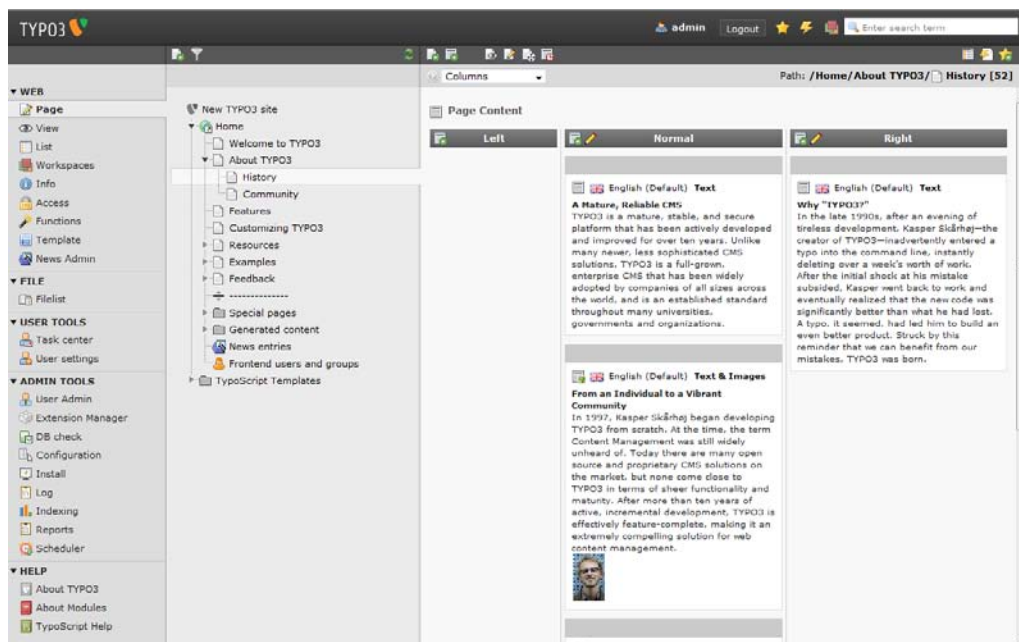 TYPO3
admin Logout Enter search term
Columns
Path: /Home/About TYPO3/ History [52]
WEB
Page
View
List
Workspaces
Info
Access
Functions
Template
News Admin
FILE
Filelist
USER TOOLS
Task center
User settings
ADMIN TOOLS
User Admin
Extension Manager
DB check
Configuration
Install
Log
Indexing
Reports
Scheduler
HELP
About TYPO3
About Modules
TypoScript Help
New TYPO3 site
Home
Welcome to TYPO3
About TYPO3
History
Community
Features
Customizing TYPO3
Resources
Examples
Feedback
--------------
Special pages
Generated content
News entries
Frontend users and groups
TypoScript Templates
Page Content
Left
Normal
English (Default) Text
A Mature, Reliable CMS
TYPO3 is a mature, stable, and secure
platform that has been actively developed
and improved for over ten years. Unlike
many newer, less sophisticated CMS
solutions, TYPO3 is a full-grown,
enterprise CMS that has been widely
adopted by companies of all sizes across
the world, and is an established standard
throughout many universities,
governments and organizations.
English (Default) Text & Images
From an Individual to a Vibrant
Community
In 1997, Kasper Skårhøj began developing
TYPO3 from scratch. At the time, the term
Content Management was still widely
unheard of. Today there are many open
source and proprietary CMS solutions on
the market, but none come close to
TYPO3 in terms of sheer functionality and
maturity. After more than ten years of
active, incremental development, TYPO3 is
effectively feature-complete, making it an
extremely compelling solution for web
content management.
Right
English (Default) Text
Why "TYPO3?"
In the late 1990s, after an evening of
tireless development, Kasper Skårhøj—the
creator of TYPO3—inadvertently entered a
typo into the command line, instantly
deleting over a week's worth of work.
After the initial shock at his mistake
subsided, Kasper went back to work and
eventually realized that the new code was
significantly better than what he had lost.
A typo, it seemed, had led him to build an
even better product. Struck by this
reminder that we can benefit from our
mistakes, TYPO3 was born.